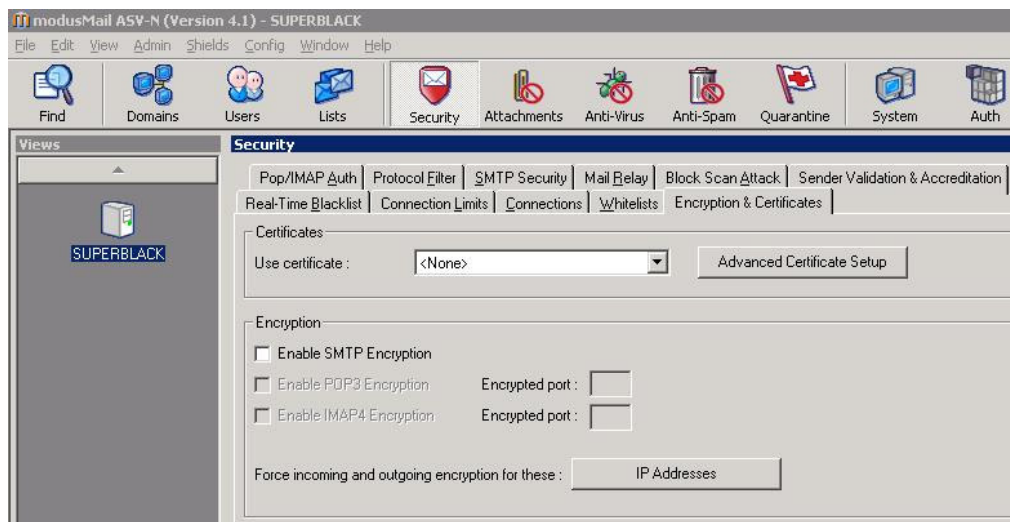 modusMail ASV-N (Version 4.1) - SUPERBLACK
File Edit View Admin Shields Config Window Help
Find Domains Users Lists Security Attachments Anti-Virus Anti-Spam Quarantine System Auth
Views
Security
SUPERBLACK
Pop/IMAP Auth Protocol Filter SMTP Security Mail Relay Block Scan Attack Sender Validation & Accreditation
Real-Time Blacklist Connection Limits Connections Whitelists Encryption & Certificates
Certificates
Use certificate : <None> Advanced Certificate Setup
Encryption
Enable SMTP Encryption
Enable POP3 Encryption Encrypted port :
Enable IMAP4 Encryption Encrypted port :
Force incoming and outgoing encryption for these : IP Addresses